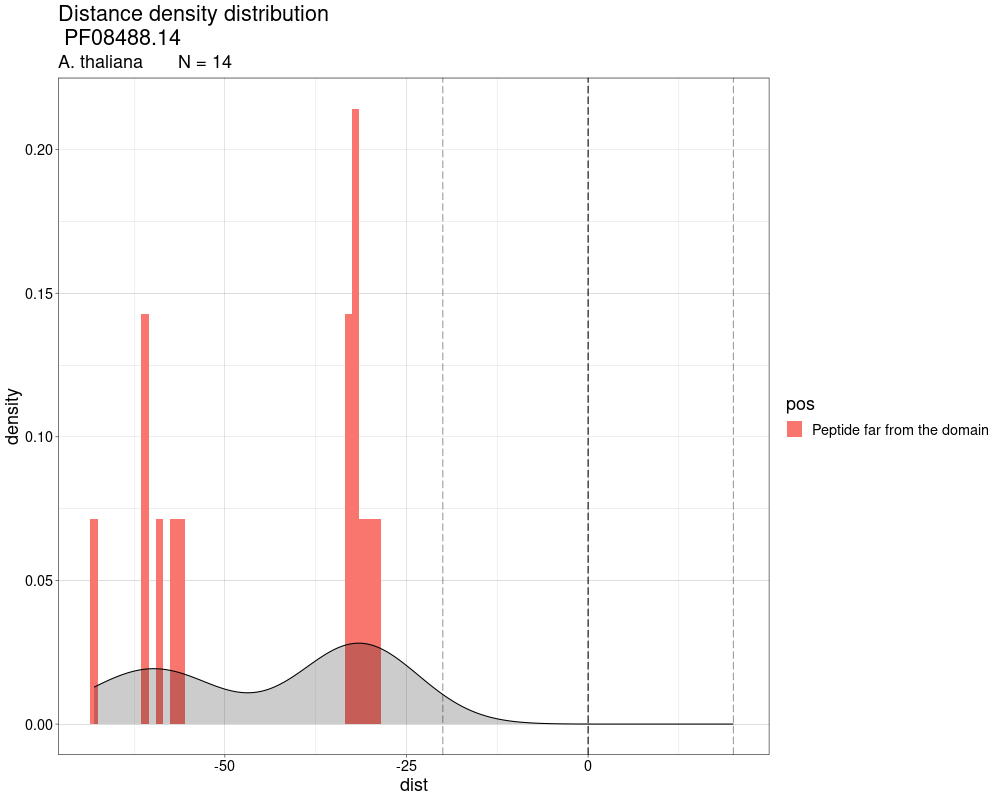 Distance density distribution
PF08488.14
A. thaliana N = 14
0.20
0.15
0.10
0.05
0.00
density
-50
-25
0
dist
pos
Peptide far from the domain